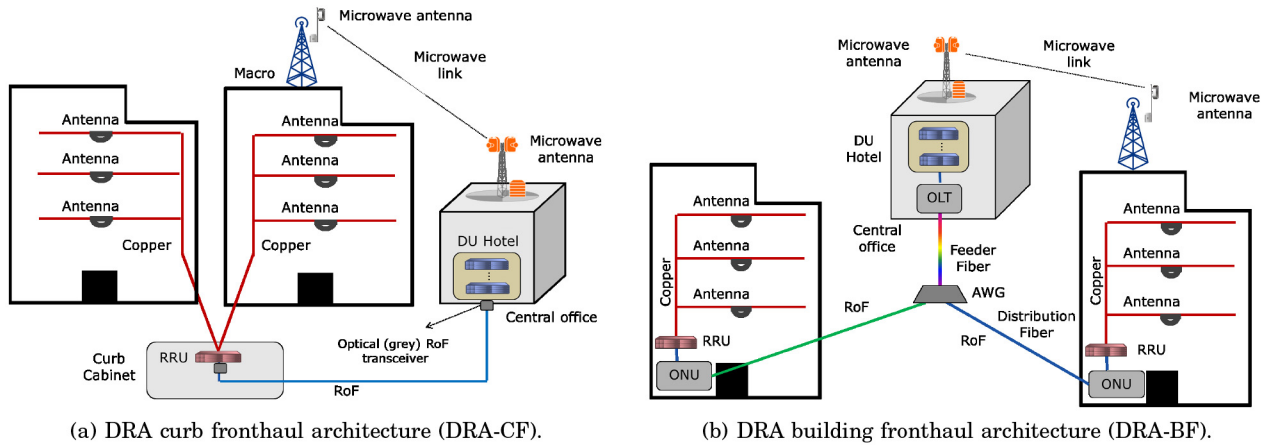 Microwave antenna
Microwave
link
Macro
Antenna
Antenna
Antenna
Copper
Antenna
Antenna
Antenna
Copper
Microwave
antenna
DU Hotel
Central office
Optical (grey) RoF
transceiver
Curb
Cabinet
RRU
RoF
(a) DRA curb fronthaul architecture (DRA-CF).
Microwave
antenna
Microwave
link
Microwave
antenna
DU
Hotel
OLT
Central
office
Feeder
Fiber
AWG
Antenna
Antenna
Antenna
Copper
RRU
ONU
RoF
Distribution
Fiber
RoF
Antenna
Antenna
Antenna
Copper
RRU
ONU
(b) DRA building fronthaul architecture (DRA-BF).